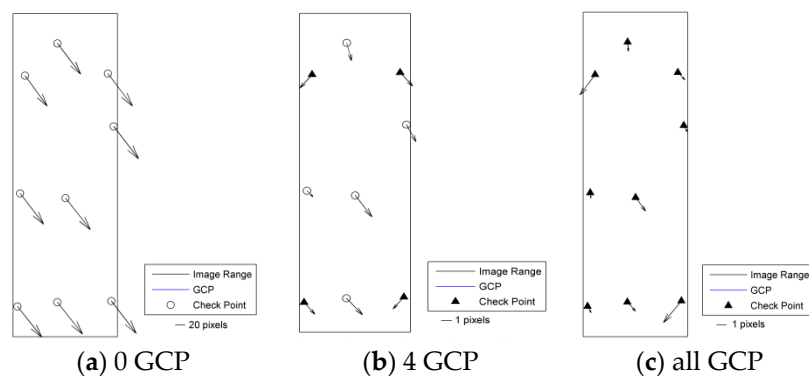 Image Range
GCP
Check Point
20 pixels
(a) 0 GCP
Image Range
GCP
Check Point
1 pixels
(b) 4 GCP
Image Range
GCP
Check Point
1 pixels
(c) all GCP